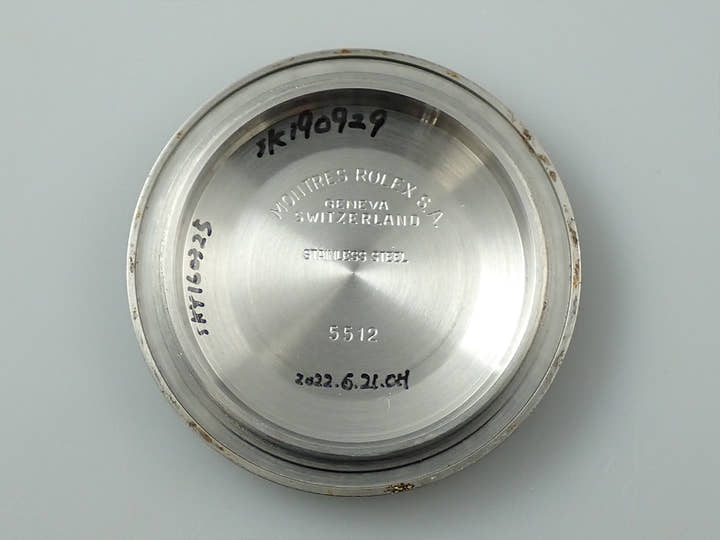 SK190929
MONTRES ROLEX S.A.
GENEVA
SWITZERLAND
STAINLESS STEEL
5512
2022.6.21.OH